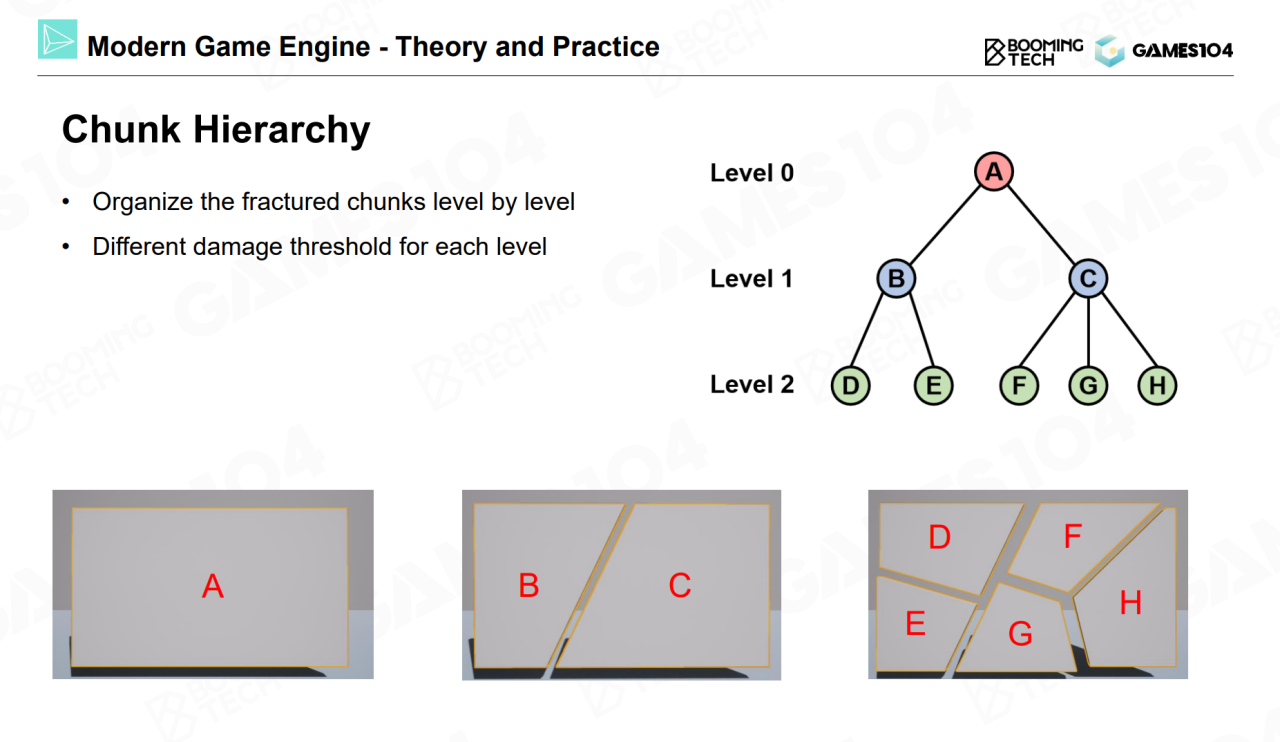 Modern Game Engine - Theory and Practice
BOOMING
TECH
GAMES104
Chunk Hierarchy
• Organize the fractured chunks level by level
• Different damage threshold for each level
Level 0
A
Level 1
B C
Level 2
D E F G H
A
B C
D F
E G H